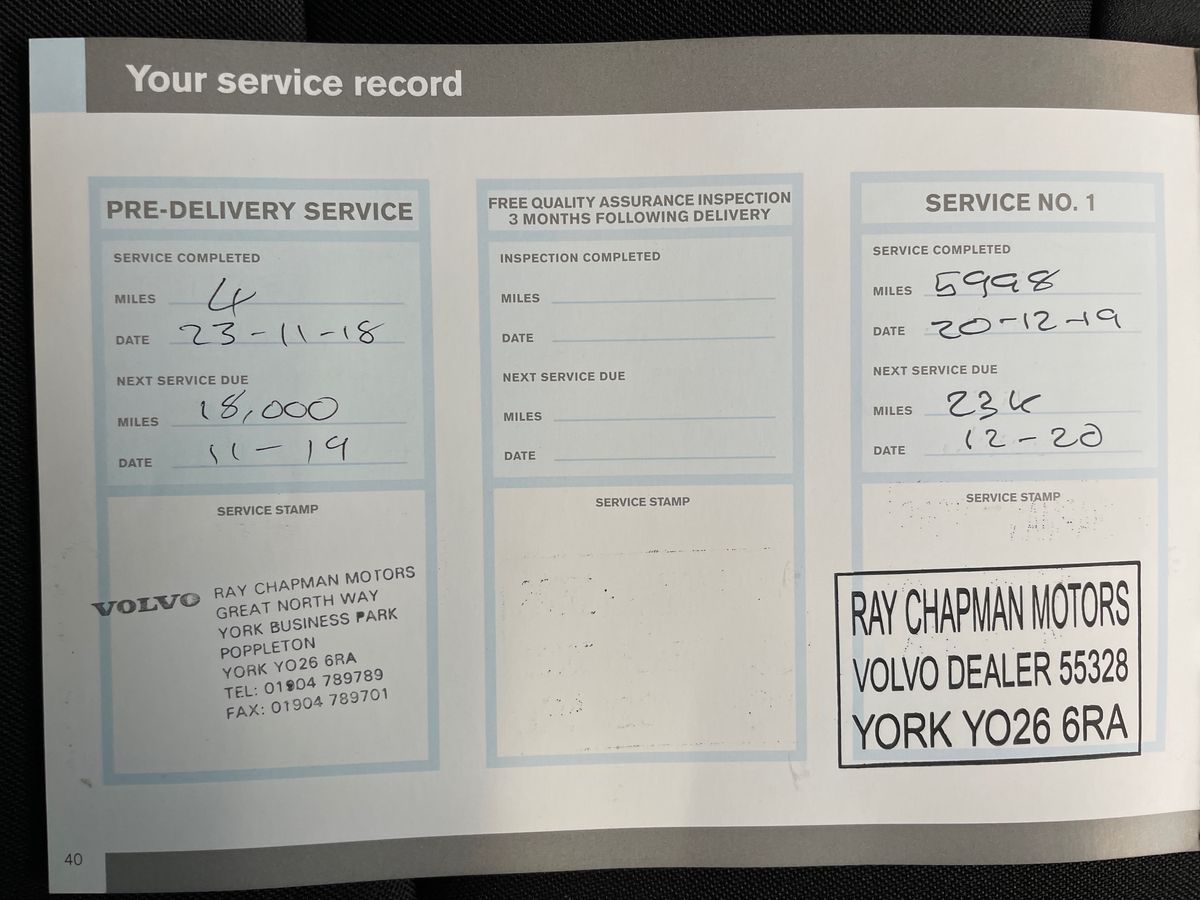 Your service record
PRE-DELIVERY SERVICE
SERVICE COMPLETED
MILES 4
DATE 23-11-18
NEXT SERVICE DUE
MILES 18,000
DATE 11-19
SERVICE STAMP
VOLVO
RAY CHAPMAN MOTORS
GREAT NORTH WAY
YORK BUSINESS PARK
POPPLETON
YORK YO26 6RA
TEL: 01904 789789
FAX: 01904 789701
FREE QUALITY ASSURANCE INSPECTION
3 MONTHS FOLLOWING DELIVERY
INSPECTION COMPLETED
MILES
DATE
NEXT SERVICE DUE
MILES
DATE
SERVICE STAMP
SERVICE NO. 1
SERVICE COMPLETED
MILES 5998
DATE 20-12-19
NEXT SERVICE DUE
MILES 23K
DATE 12-20
SERVICE STAMP
RAY CHAPMAN MOTORS
VOLVO DEALER 55328
YORK YO26 6RA
40